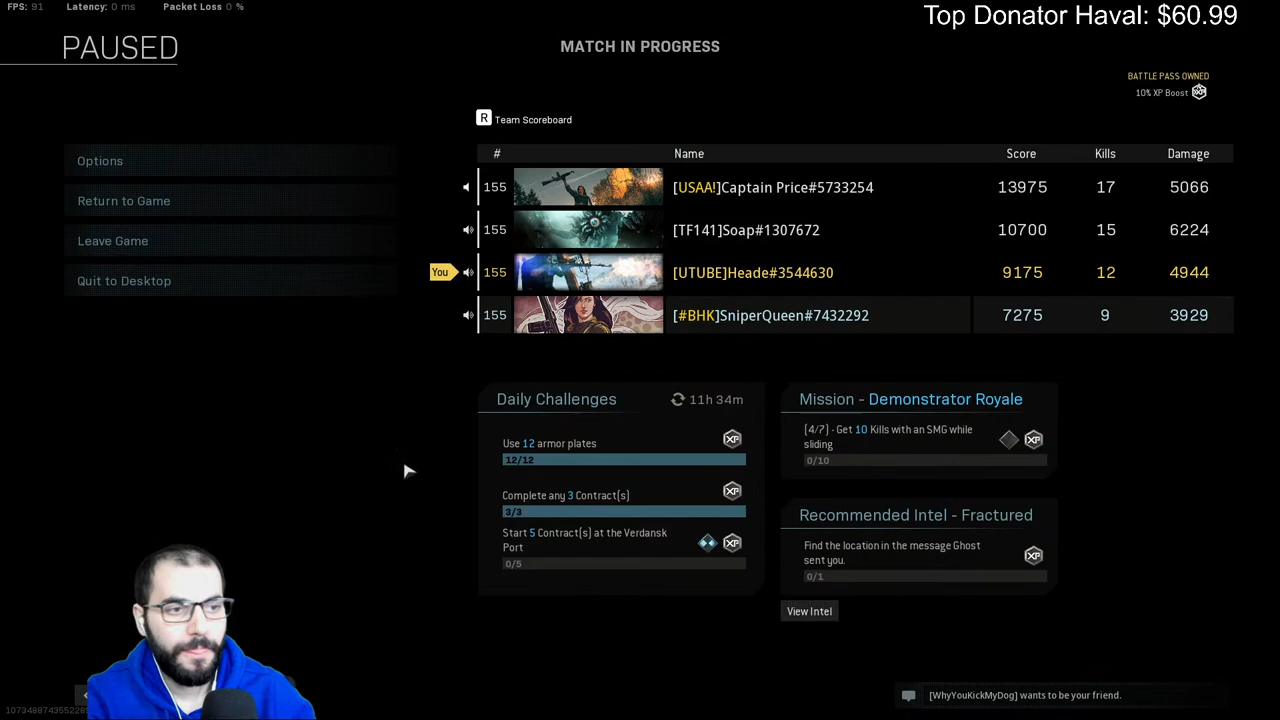 FPS: 91 Latency: 0 ms Packet Loss 0 %
Top Donator Haval: $60.99
PAUSED
MATCH IN PROGRESS
BATTLE PASS OWNED
10% XP Boost XP
R Team Scoreboard
Options
Return to Game
Leave Game
Quit to Desktop
# Name Score Kills Damage
155 [USAA!]Captain Price#5733254 13975 17 5066
155 [TF141]Soap#1307672 10700 15 6224
You 155 [UTUBE]Heade#3544630 9175 12 4944
155 [#BHK]SniperQueen#7432292 7275 9 3929
Daily Challenges 11h 34m
Use 12 armor plates XP
12/12
Complete any 3 Contract(s) XP
3/3
Start 5 Contract(s) at the Verdansk
Port XP
0/5
Mission - Demonstrator Royale
(4/7) - Get 10 Kills with an SMG while
sliding XP
0/10
Recommended Intel - Fractured
Find the location in the message Ghost
sent you. XP
0/1
View Intel
[WhyYouKickMyDog] wants to be your friend.